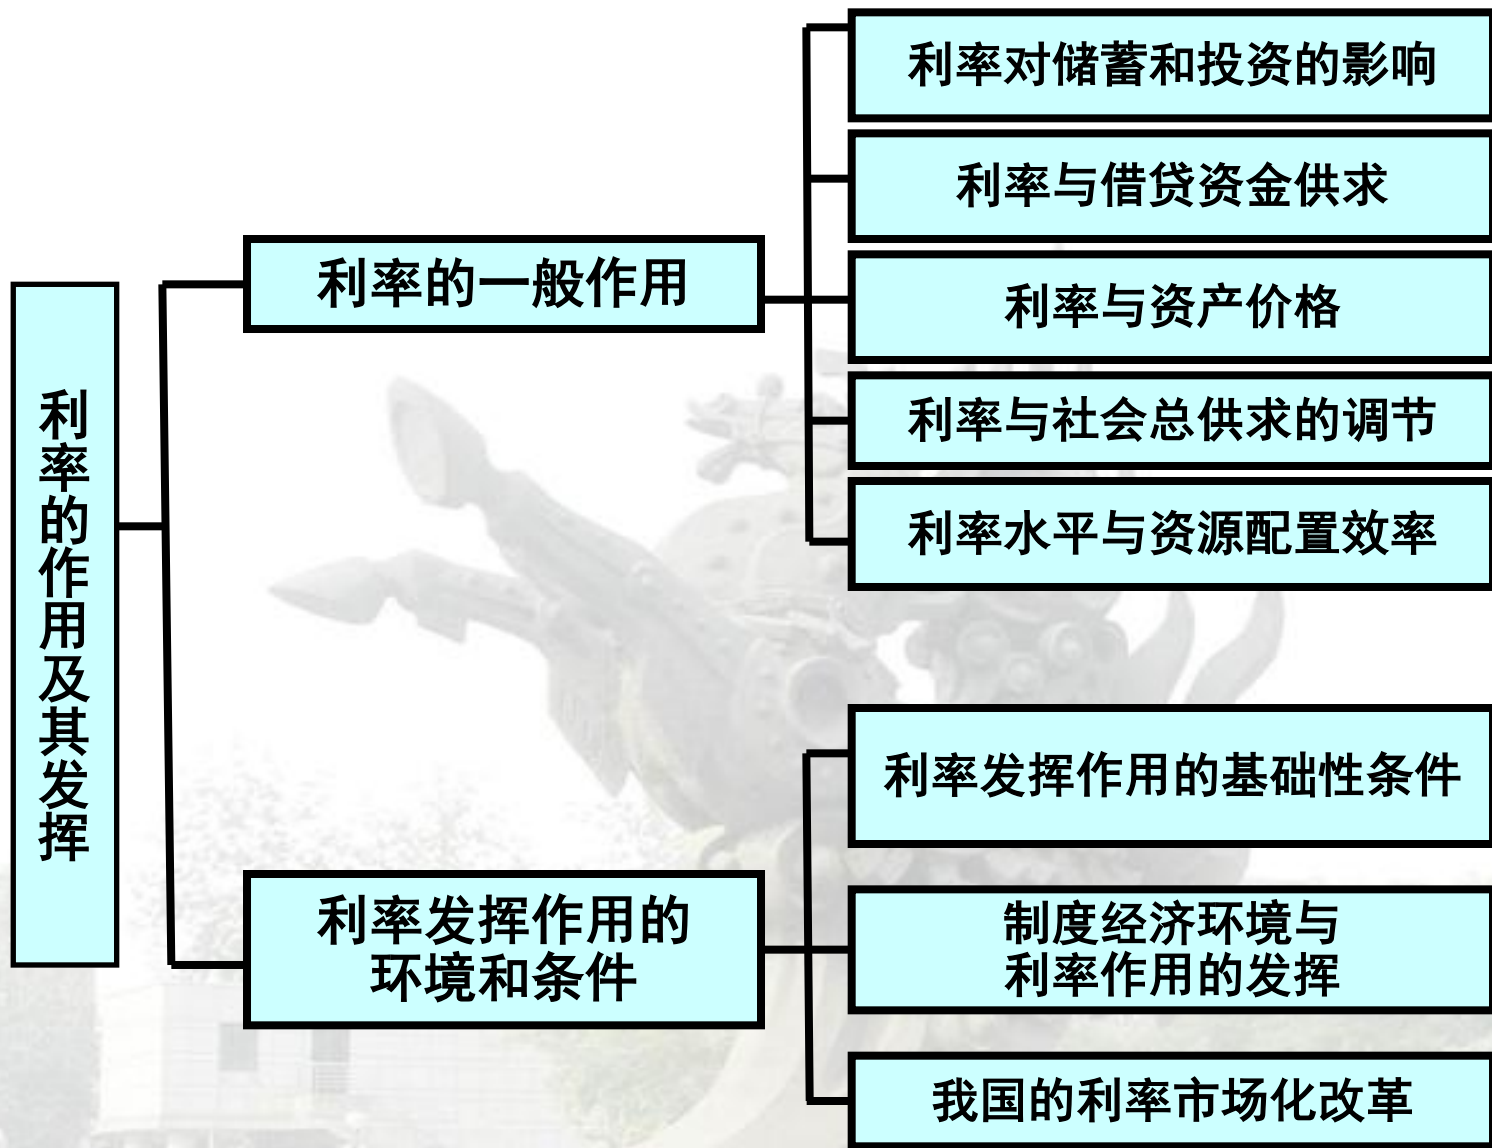 利率的作用及其发挥
利率的一般作用
利率对储蓄和投资的影响
利率与借贷资金供求
利率与资产价格
利率与社会总供求的调节
利率水平与资源配置效率
利率发挥作用的
环境和条件
利率发挥作用的基础性条件
制度经济环境与
利率作用的发挥
我国的利率市场化改革